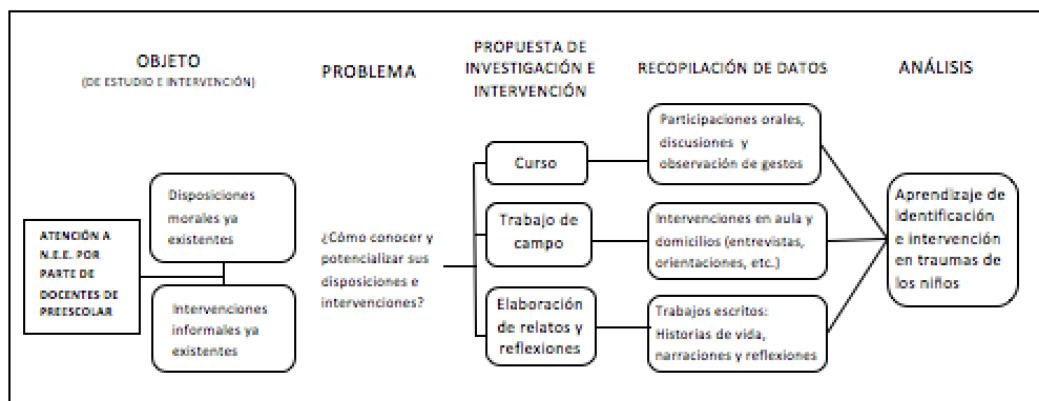 OBJETO
(DE ESTUDIO E INTERVENCIÓN)
PROBLEMA
PROPUESTA DE
INVESTIGACIÓN E
INTERVENCIÓN
RECOPILACIÓN DE DATOS
ANÁLISIS
ATENCIÓN A
N.E.E. POR
PARTE DE
DOCENTES DE
PREESCOLAR
Disposiciones
morales ya
existentes
Intervenciones
informales ya
existentes
¿Cómo conocer y
potencializar sus
disposiciones e
intervenciones?
Curso
Trabajo de
campo
Elaboración
de relatos y
reflexiones
Participaciones orales,
discusiones y
observación de gestos
Intervenciones en aula y
domicilios (entrevistas,
orientaciones, etc.)
Trabajos escritos:
Historias de vida,
narraciones y reflexiones
Aprendizaje de
identificación
e intervención
en traumas de
los niños